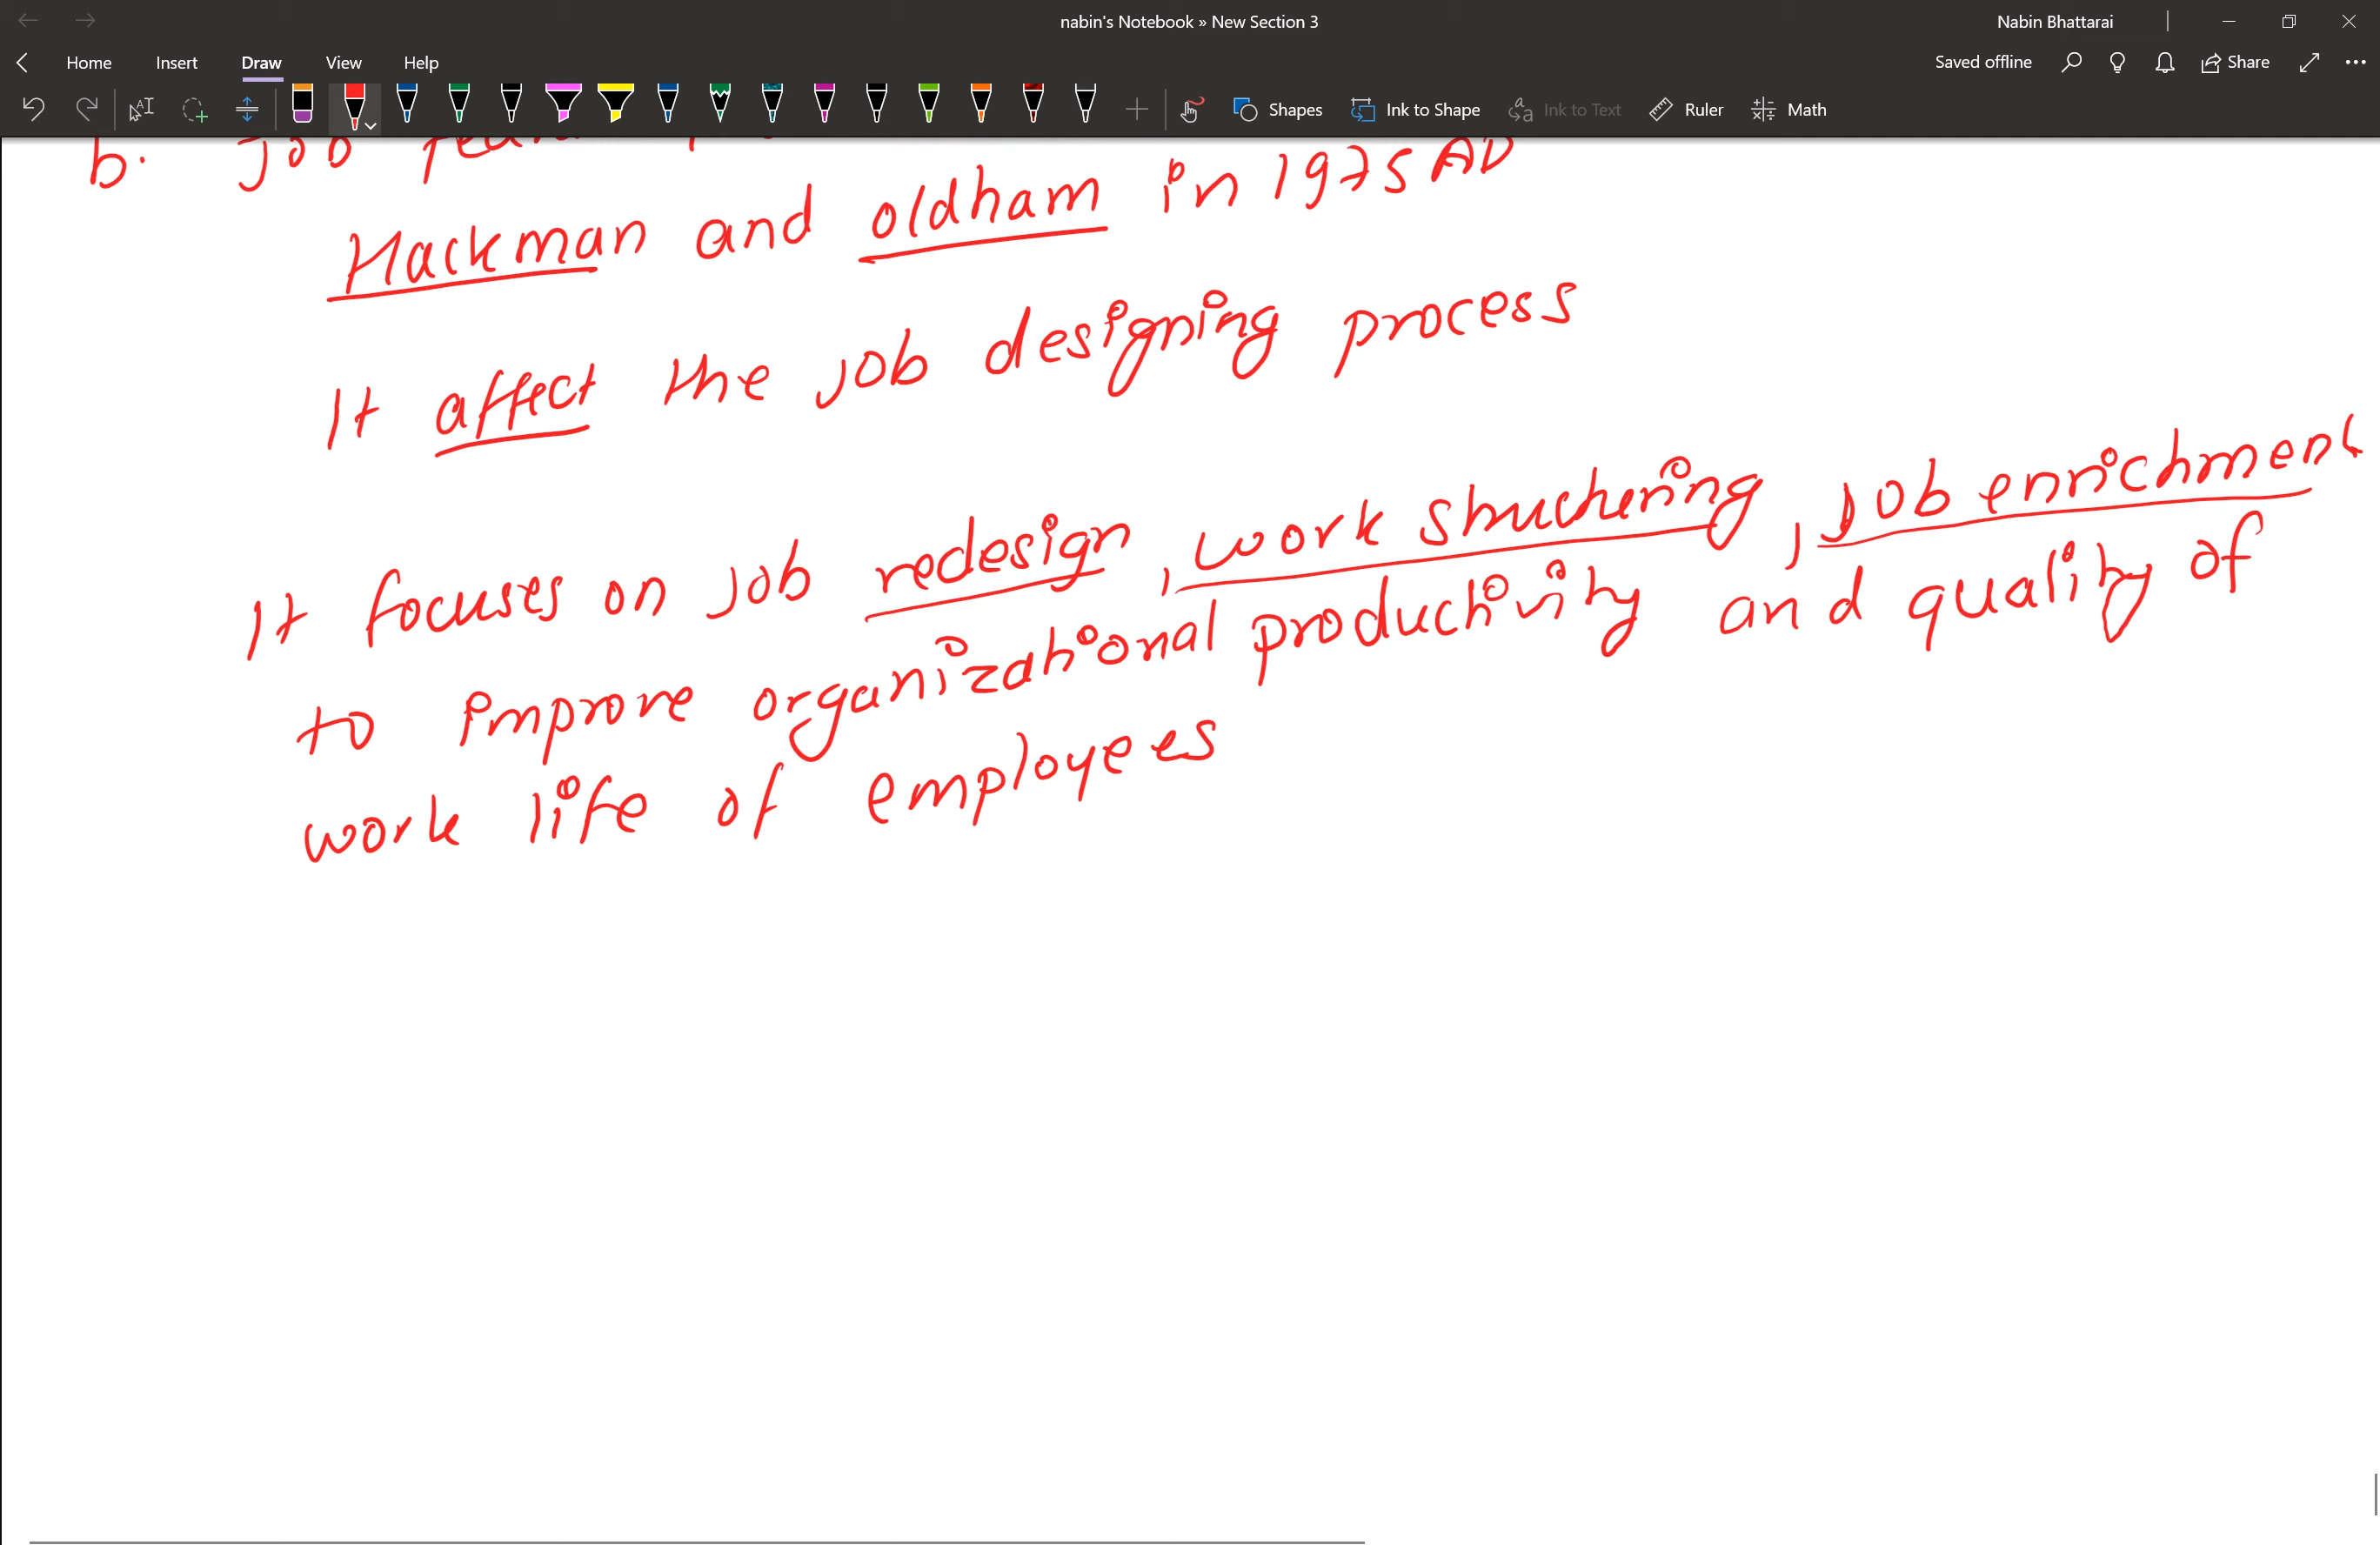 nabin's Notebook » New Section 3
Nabin Bhattarai
Home Insert Draw View Help
Saved offline
Share
Shapes
Ink to Shape
Ink to Text
Ruler
Math
b. Job
Hackman and oldham in 1975 AD
It affect the job designing process
It focuses on job redesign, work structering, job enrichment
to improve organizational productivity and quality of
work life of employees